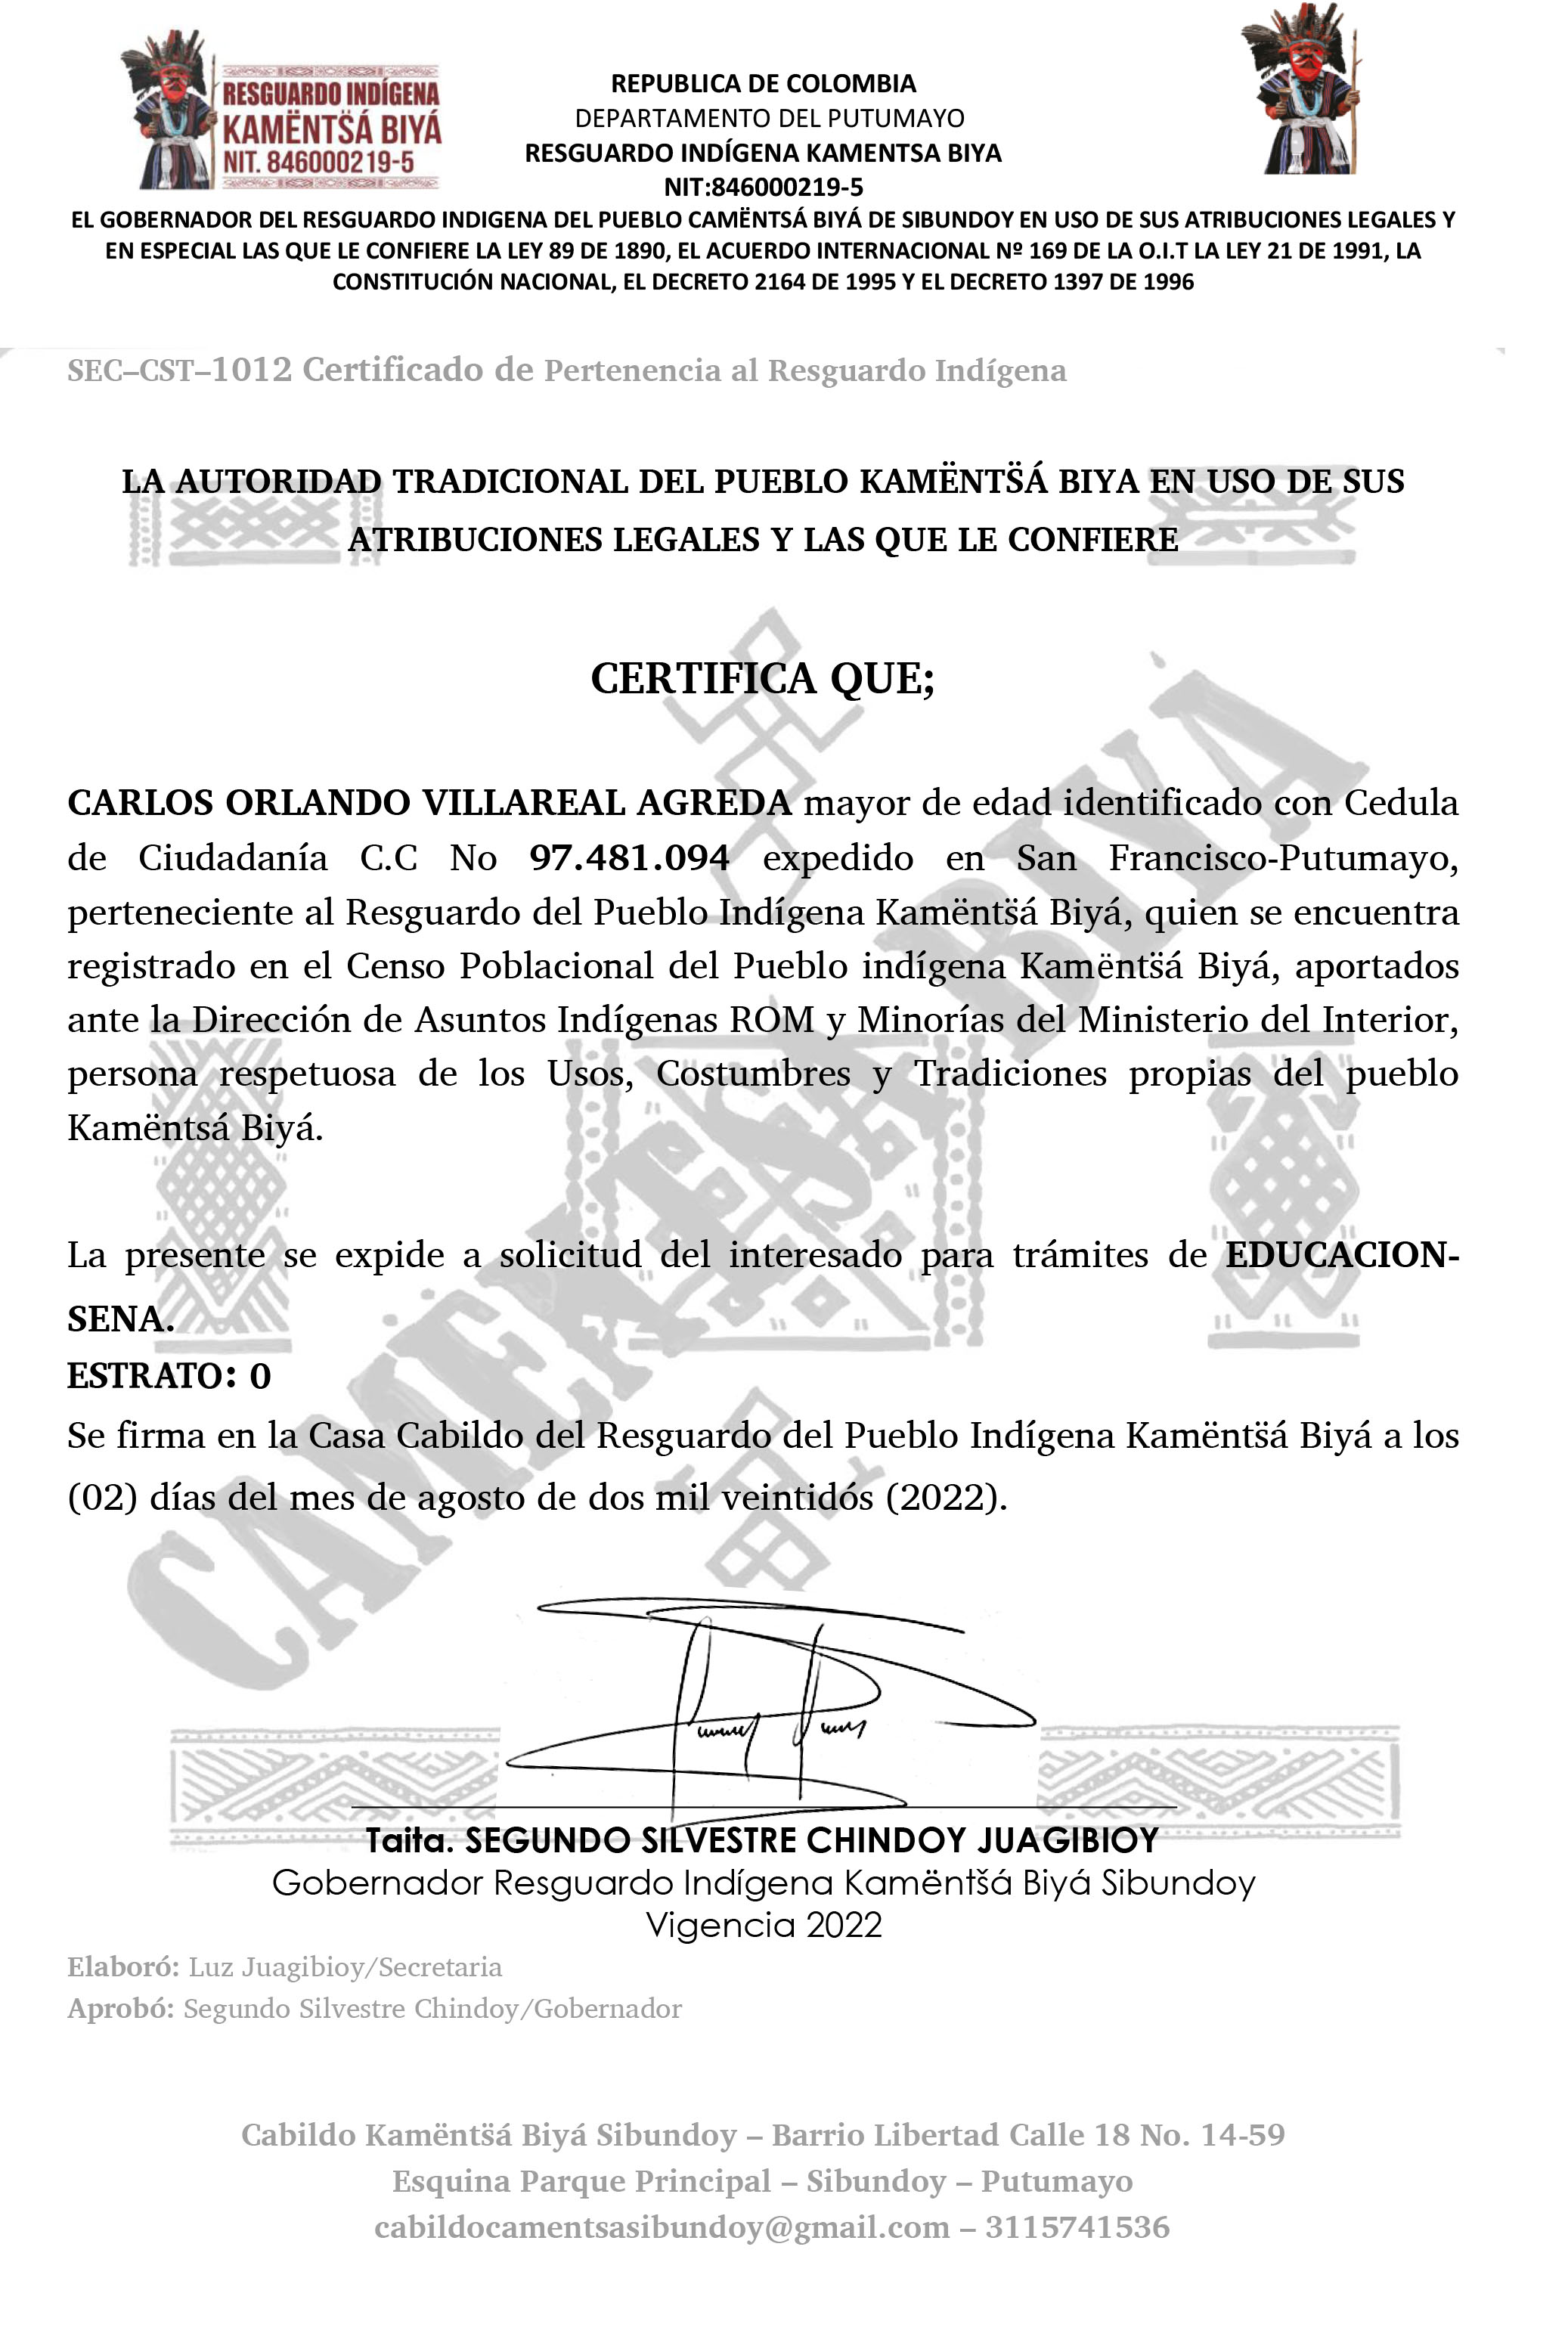 RESGUARDO INDÍGENA
KAMËNTS̈Á BIYÁ
NIT. 846000219-5
REPUBLICA DE COLOMBIA
DEPARTAMENTO DEL PUTUMAYO
RESGUARDO INDÍGENA KAMENTSA BIYA
NIT:846000219-5
EL GOBERNADOR DEL RESGUARDO INDIGENA DEL PUEBLO CAMËNTSÁ BIYÁ DE SIBUNDOY EN USO DE SUS ATRIBUCIONES LEGALES Y
EN ESPECIAL LAS QUE LE CONFIERE LA LEY 89 DE 1890, EL ACUERDO INTERNACIONAL Nº 169 DE LA O.I.T LA LEY 21 DE 1991, LA
CONSTITUCIÓN NACIONAL, EL DECRETO 2164 DE 1995 Y EL DECRETO 1397 DE 1996
SEC–CST–1012 Certificado de Pertenencia al Resguardo Indígena
LA AUTORIDAD TRADICIONAL DEL PUEBLO KAMËNTS̈Á BIYA EN USO DE SUS
ATRIBUCIONES LEGALES Y LAS QUE LE CONFIERE
CERTIFICA QUE;
CARLOS ORLANDO VILLAREAL AGREDA mayor de edad identificado con Cedula
de Ciudadanía C.C No 97.481.094 expedido en San Francisco-Putumayo,
perteneciente al Resguardo del Pueblo Indígena Kamënts̈á Biyá, quien se encuentra
registrado en el Censo Poblacional del Pueblo indígena Kamënts̈á Biyá, aportados
ante la Dirección de Asuntos Indígenas ROM y Minorías del Ministerio del Interior,
persona respetuosa de los Usos, Costumbres y Tradiciones propias del pueblo
Kamëntsá Biyá.
La presente se expide a solicitud del interesado para trámites de EDUCACION-
SENA.
ESTRATO: 0
Se firma en la Casa Cabildo del Resguardo del Pueblo Indígena Kamënts̈á Biyá a los
(02) días del mes de agosto de dos mil veintidós (2022).
CAMËNTSÁ BIYÁ
Taita. SEGUNDO SILVESTRE CHINDOY JUAGIBIOY
Gobernador Resguardo Indígena Kamëntšá Biyá Sibundoy
Vigencia 2022
Elaboró: Luz Juagibioy/Secretaria
Aprobó: Segundo Silvestre Chindoy/Gobernador
Cabildo Kamënts̈á Biyá Sibundoy – Barrio Libertad Calle 18 No. 14-59
Esquina Parque Principal – Sibundoy – Putumayo
cabildocamentsasibundoy@gmail.com – 3115741536